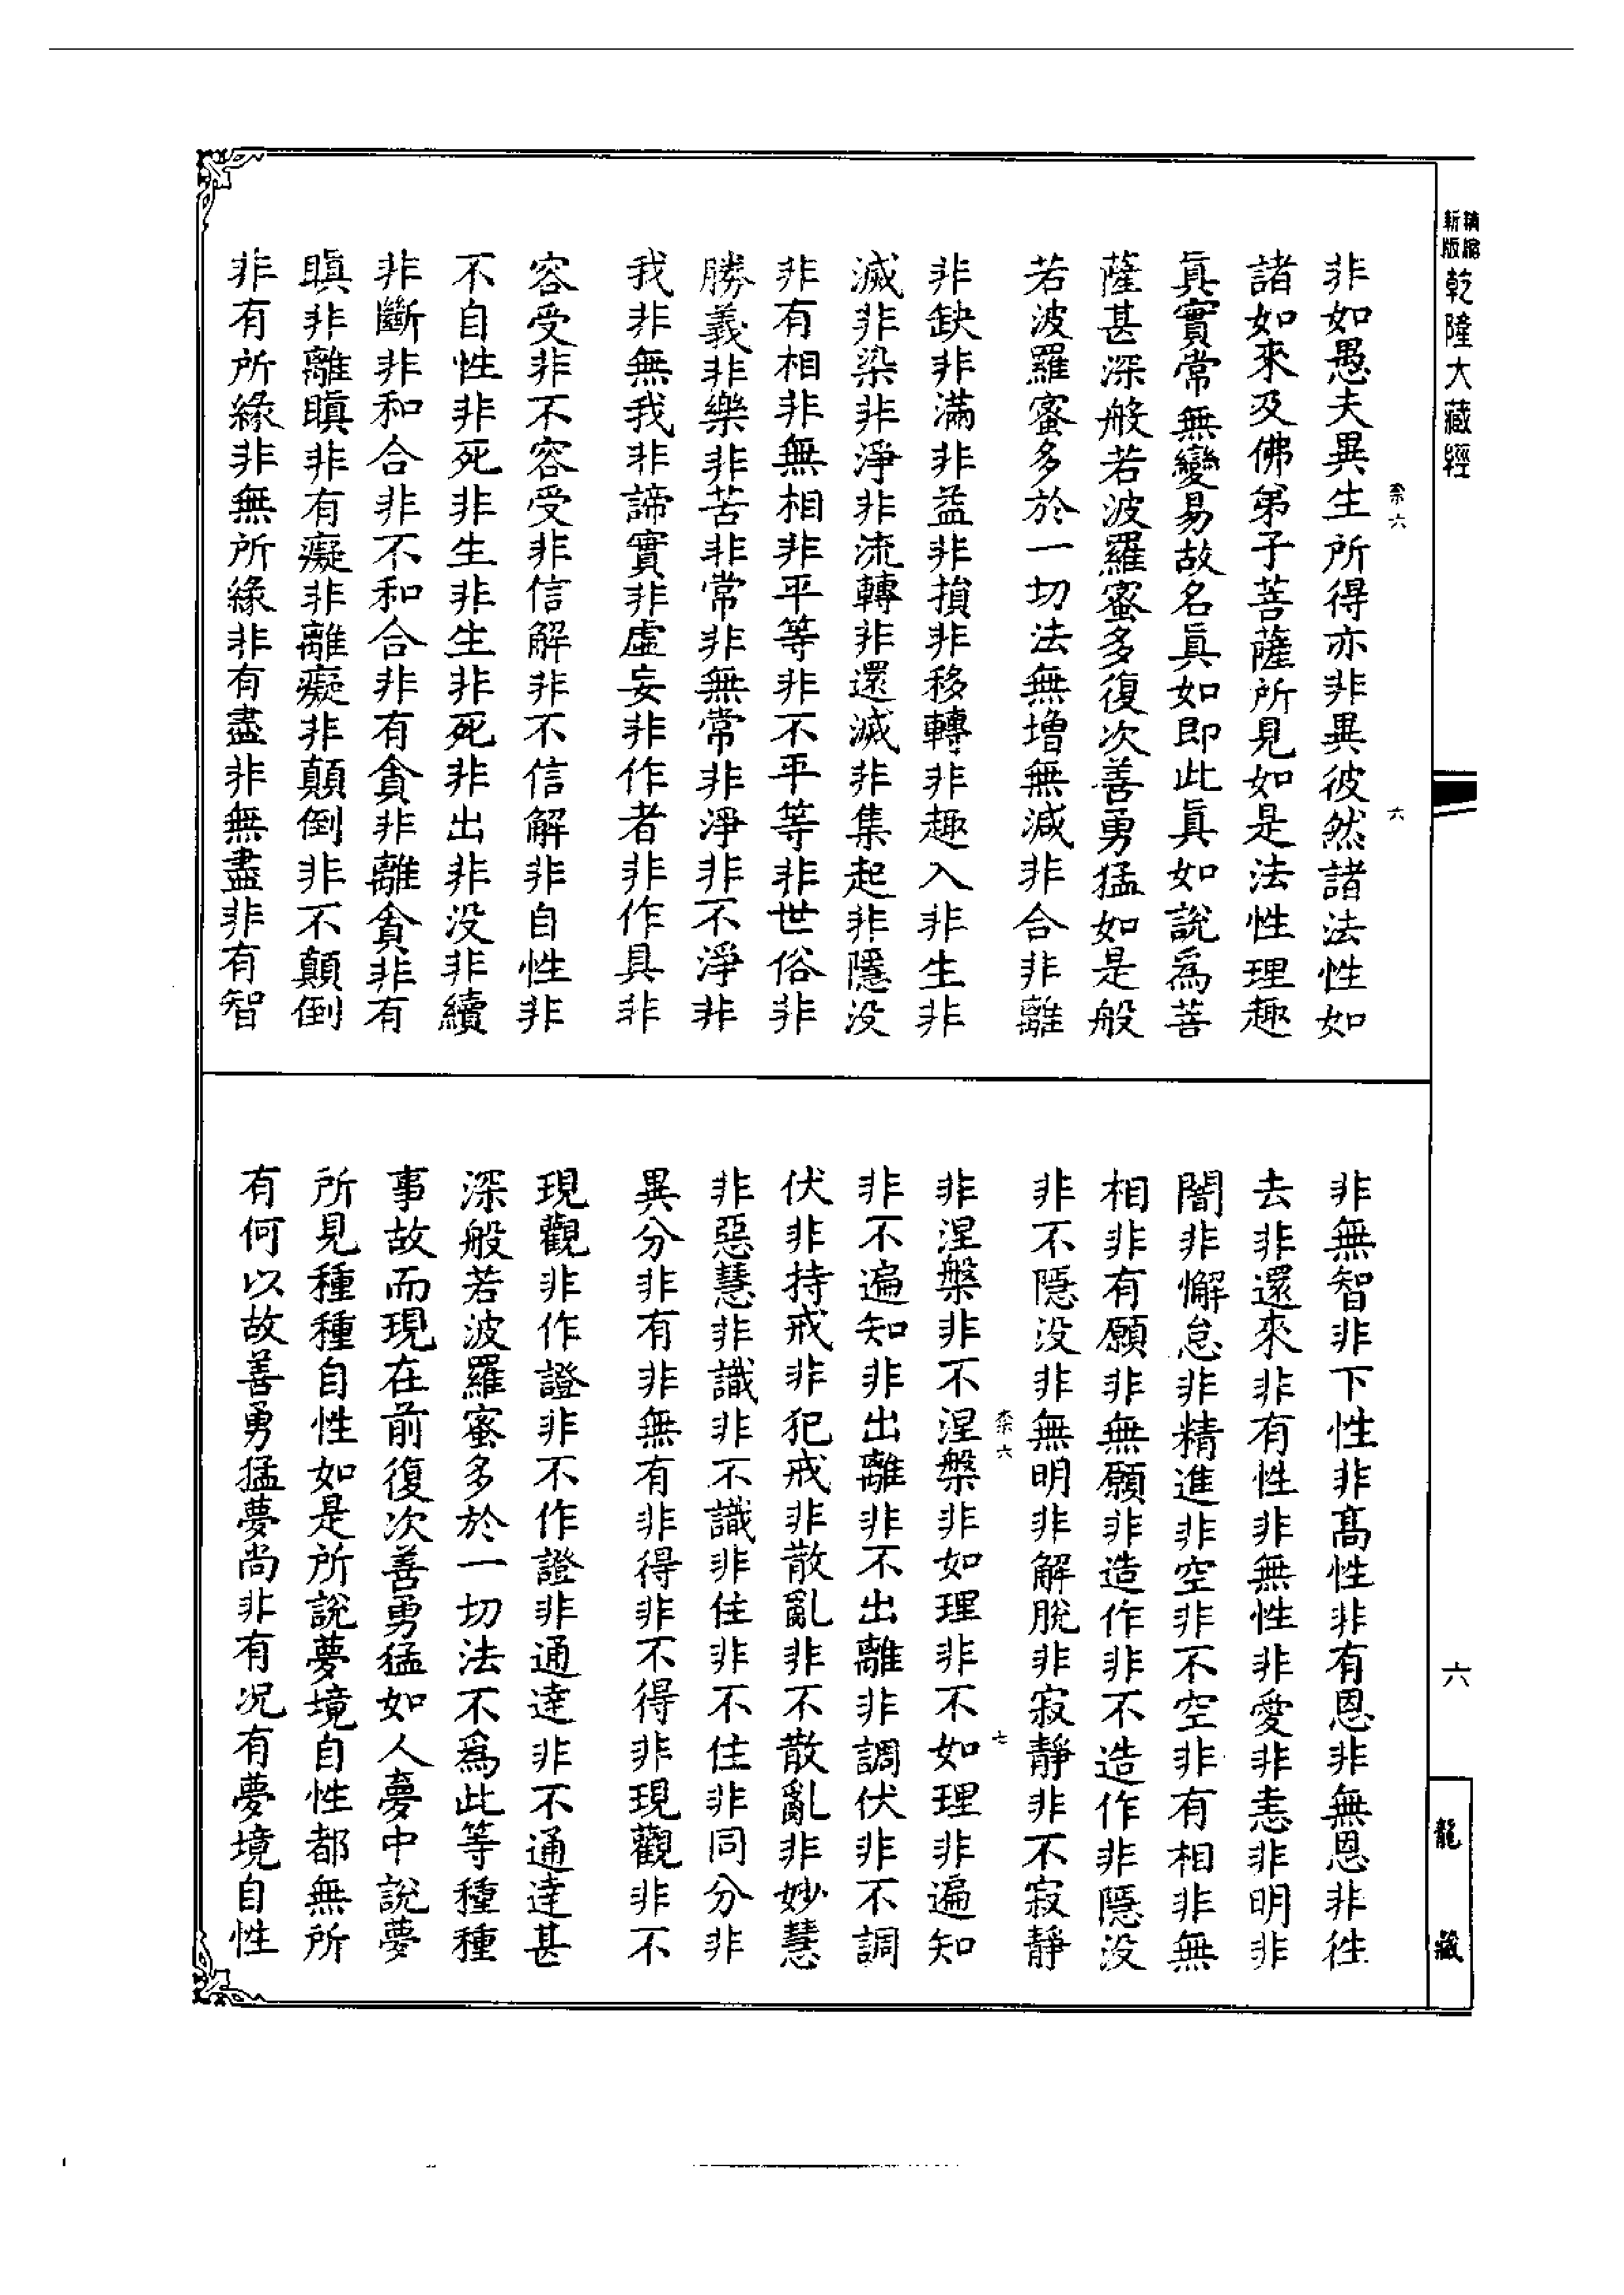 新版
精縮
乾隆大藏經
柰六
六
非如愚夫異生所得亦非異彼然諸法性如
諸如來及佛弟子菩薩所見如是法性理趣
眞實常無變易故名眞如即此眞如說爲菩
薩甚深般若波羅蜜多復次善勇猛如是般
若波羅蜜多於一切法無增無減非合非離
非缺非滿非益非損非移轉非趣入非生非
滅非染非淨非流轉非還滅非集起非隱没
非有相非無相非平等非不平等非世俗非
勝義非樂非苦非常非無常非淨非不淨非
我非無我非諦實非虛妄非作者非作具非
容受非不容受非信解非不信解非自性非
不自性非死非生非生非死非出非没非續
非斷非和合非不和合非有貪非離貪非有
瞋非離瞋非有癡非離癡非顛倒非不顛倒
非有所緣非無所緣非有盡非無盡非有智
非無智非下性非高性非有恩非無恩非徃
去非還來非有性非無性非愛非恚非明非
闇非懈怠非精進非空非不空非有相非無
相非有願非無願非造作非不造作非隱没
非不隱没非無明非解脫非寂靜非不寂靜
柰六
七
非涅槃非不涅槃非如理非不如理非遍知
非不遍知非出離非不出離非調伏非不調
伏非持戒非犯戒非散亂非不散亂非妙慧
非惡慧非識非不識非住非不住非同分非
異分非有非無有非得非不得非現觀非不
現觀非作證非不作證非通達非不通達甚
深般若波羅蜜多於一切法不爲此等種種
事故而現在前復次善勇猛如人夢中說夢
所見種種自性如是所說夢境自性都無所
有何以故善勇猛夢尚非有况有夢境自性
六
龍藏